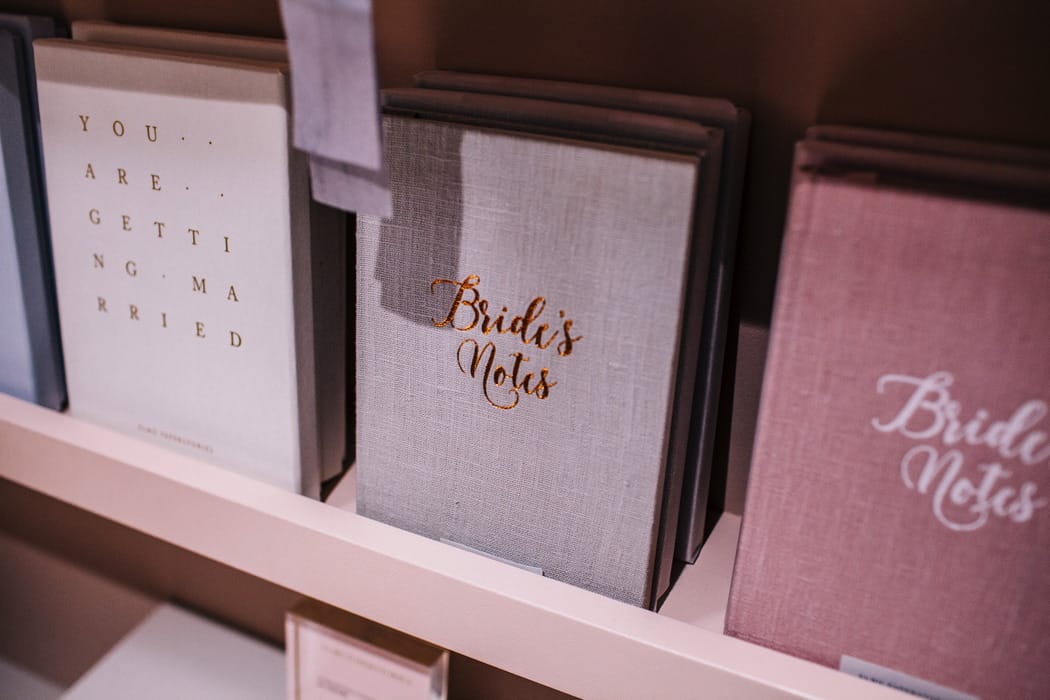 YOU··
ARE··
GETTI
NG·MA
RRIED
Bride's
Notes
Bride
Notes